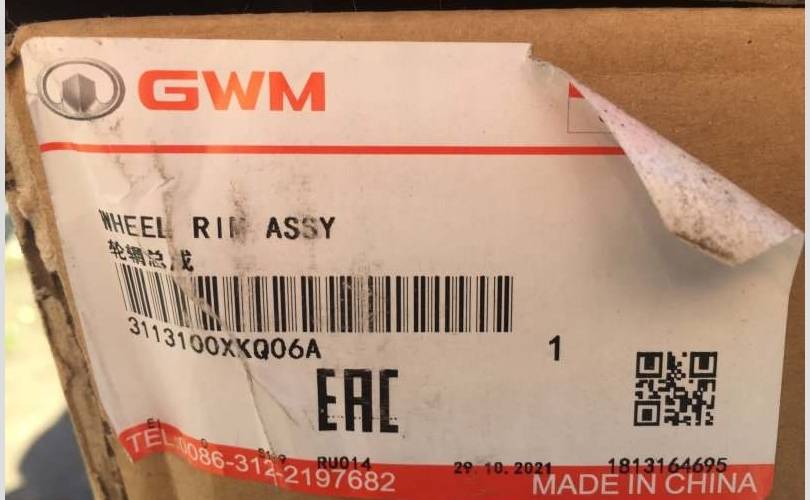 GWM
WHEEL RIM ASSY
轮辋总成
3113100XKQ06A
1
EAC
RU014
29.10.2021
1813164695
TEL:0086-312-2197682
MADE IN CHINA